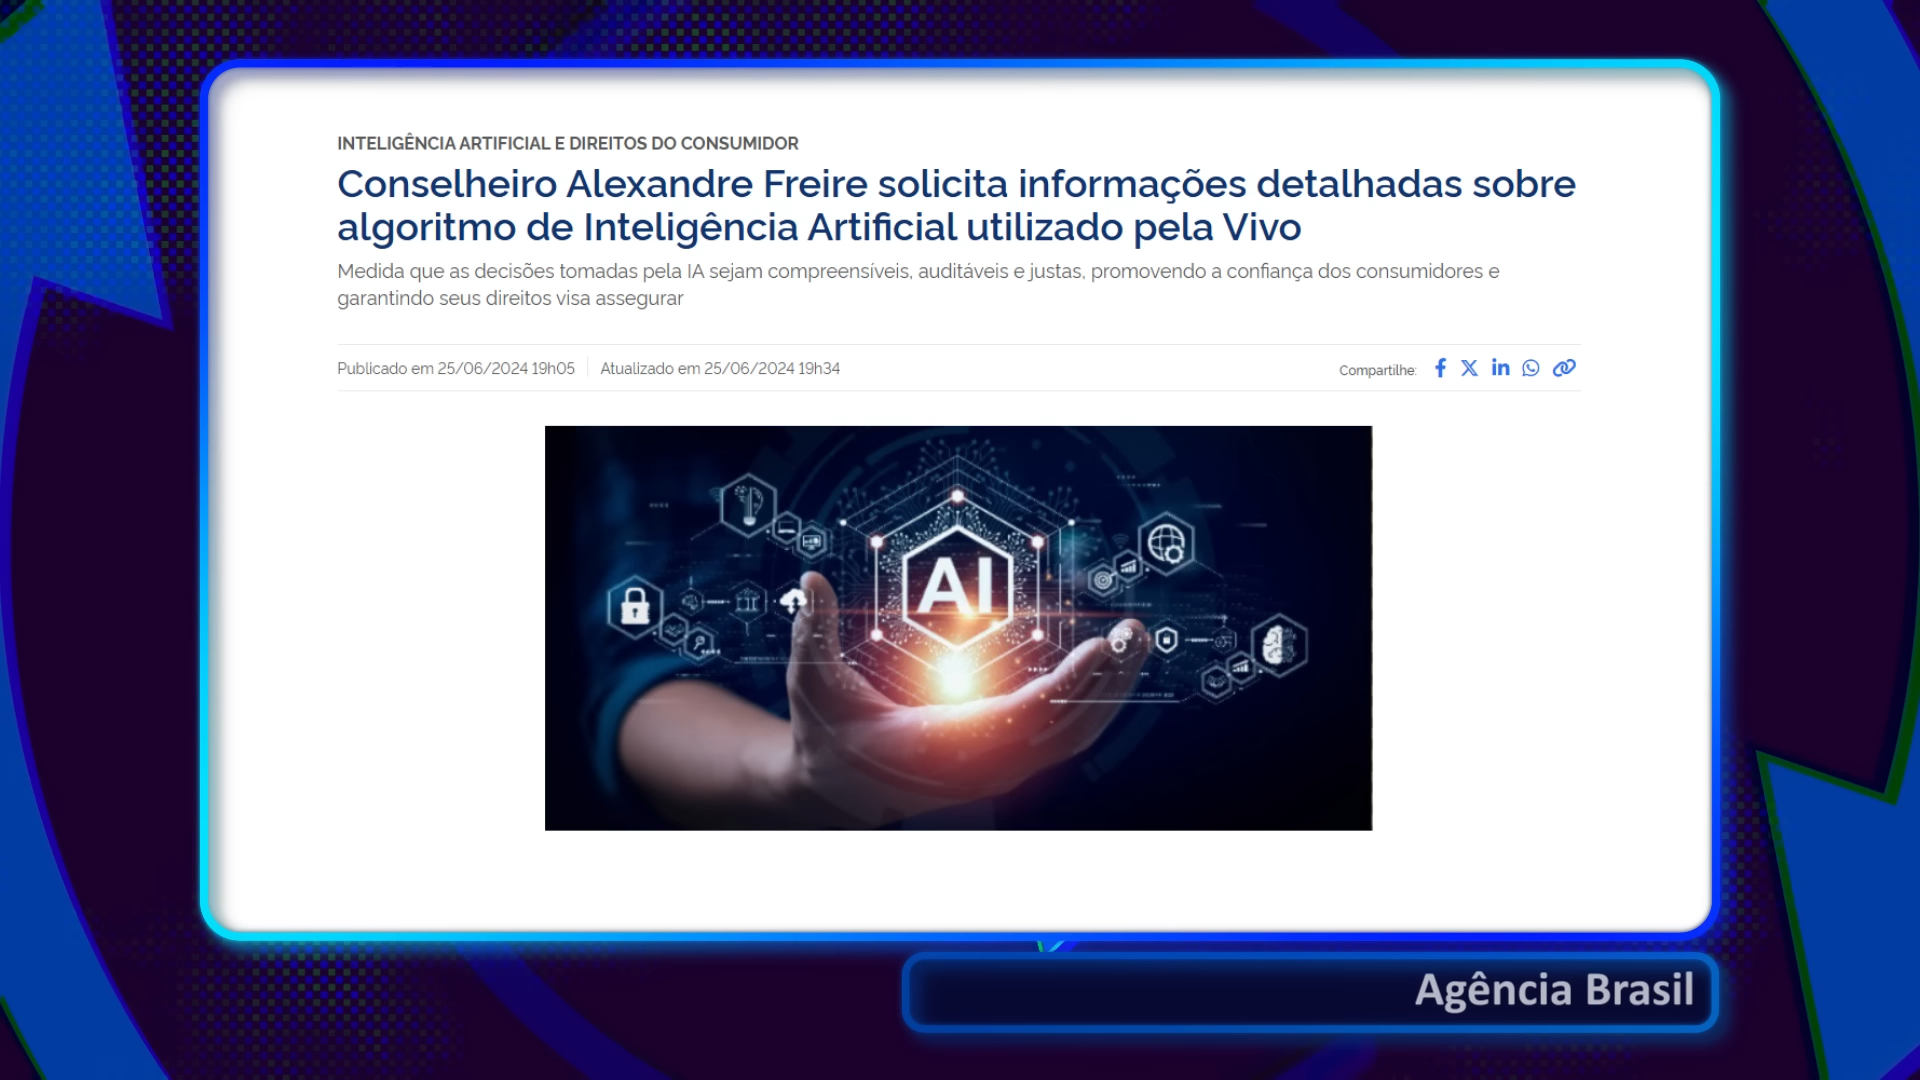 INTELIGÊNCIA ARTIFICIAL E DIREITOS DO CONSUMIDOR
Conselheiro Alexandre Freire solicita informações detalhadas sobre
algoritmo de Inteligência Artificial utilizado pela Vivo
Medida que as decisões tomadas pela IA sejam compreensíveis, auditáveis e justas, promovendo a confiança dos consumidores e
garantindo seus direitos visa assegurar
Publicado em 25/06/2024 19h05 Atualizado em 25/06/2024 19h34
Compartilhe:
AI
Agência Brasil